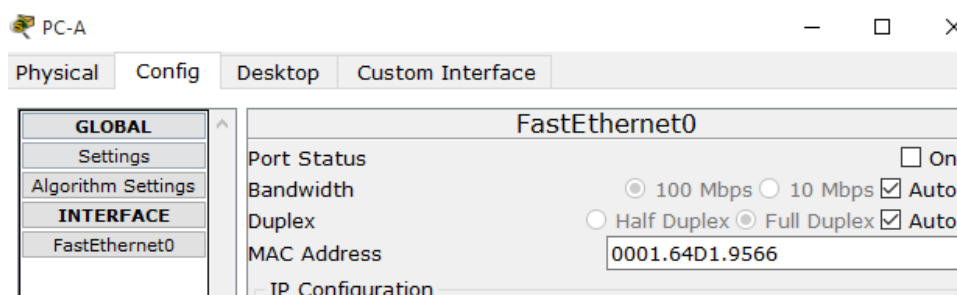 PC-A
Physical Config Desktop Custom Interface
GLOBAL
Settings
Algorithm Settings
INTERFACE
FastEthernet0
FastEthernet0
Port Status On
Bandwidth 100 Mbps 10 Mbps Auto
Duplex Half Duplex Full Duplex Auto
MAC Address 0001.64D1.9566
IP Configuration